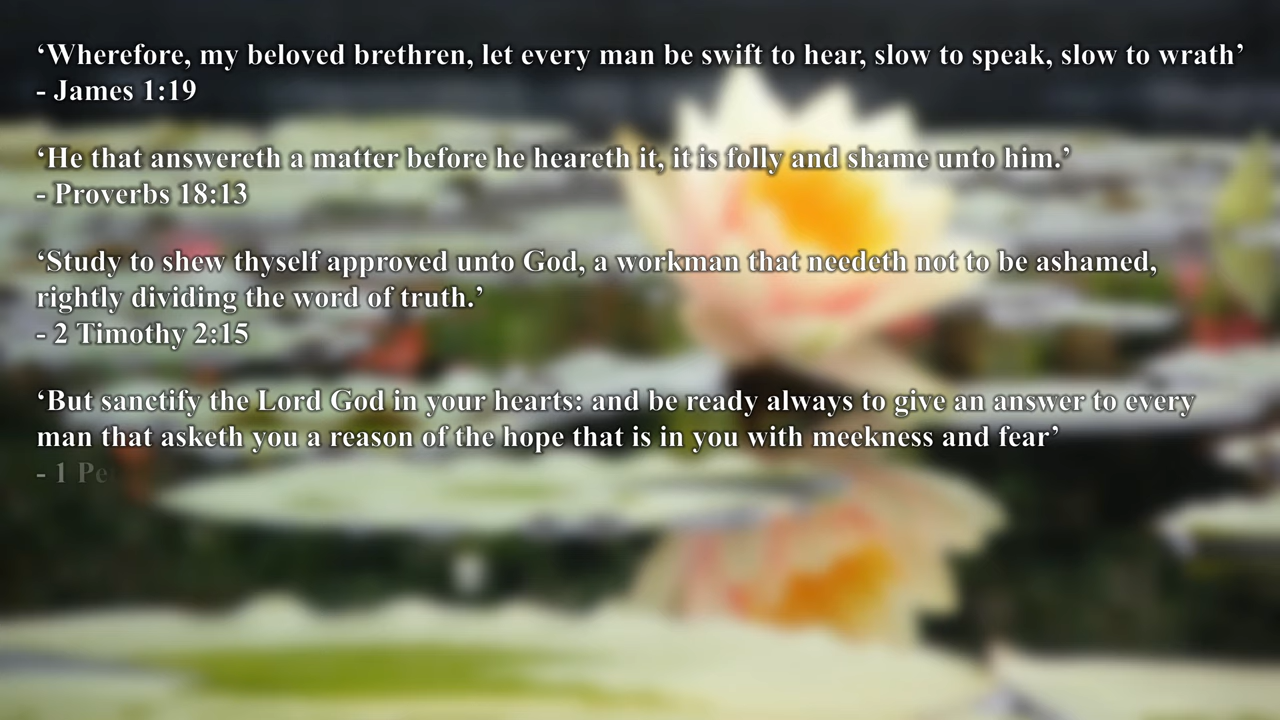 ‘Wherefore, my beloved brethren, let every man be swift to hear, slow to speak, slow to wrath’
- James 1:19
‘He that answereth a matter before he heareth it, it is folly and shame unto him.’
- Proverbs 18:13
‘Study to shew thyself approved unto God, a workman that needeth not to be ashamed,
rightly dividing the word of truth.’
- 2 Timothy 2:15
‘But sanctify the Lord God in your hearts: and be ready always to give an answer to every
man that asketh you a reason of the hope that is in you with meekness and fear’
- 1 Pe